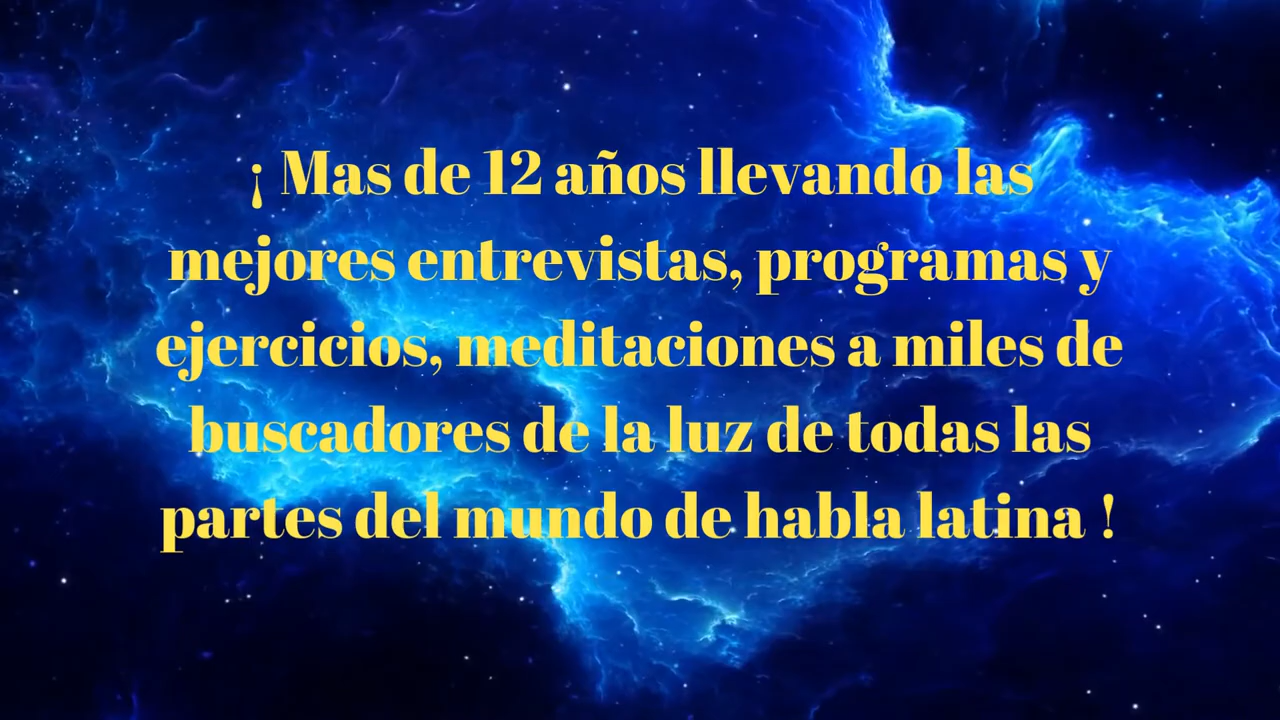 ¡ Mas de 12 años llevando las
mejores entrevistas, programas y
ejercicios, meditaciones a miles de
buscadores de la luz de todas las
partes del mundo de habla latina !